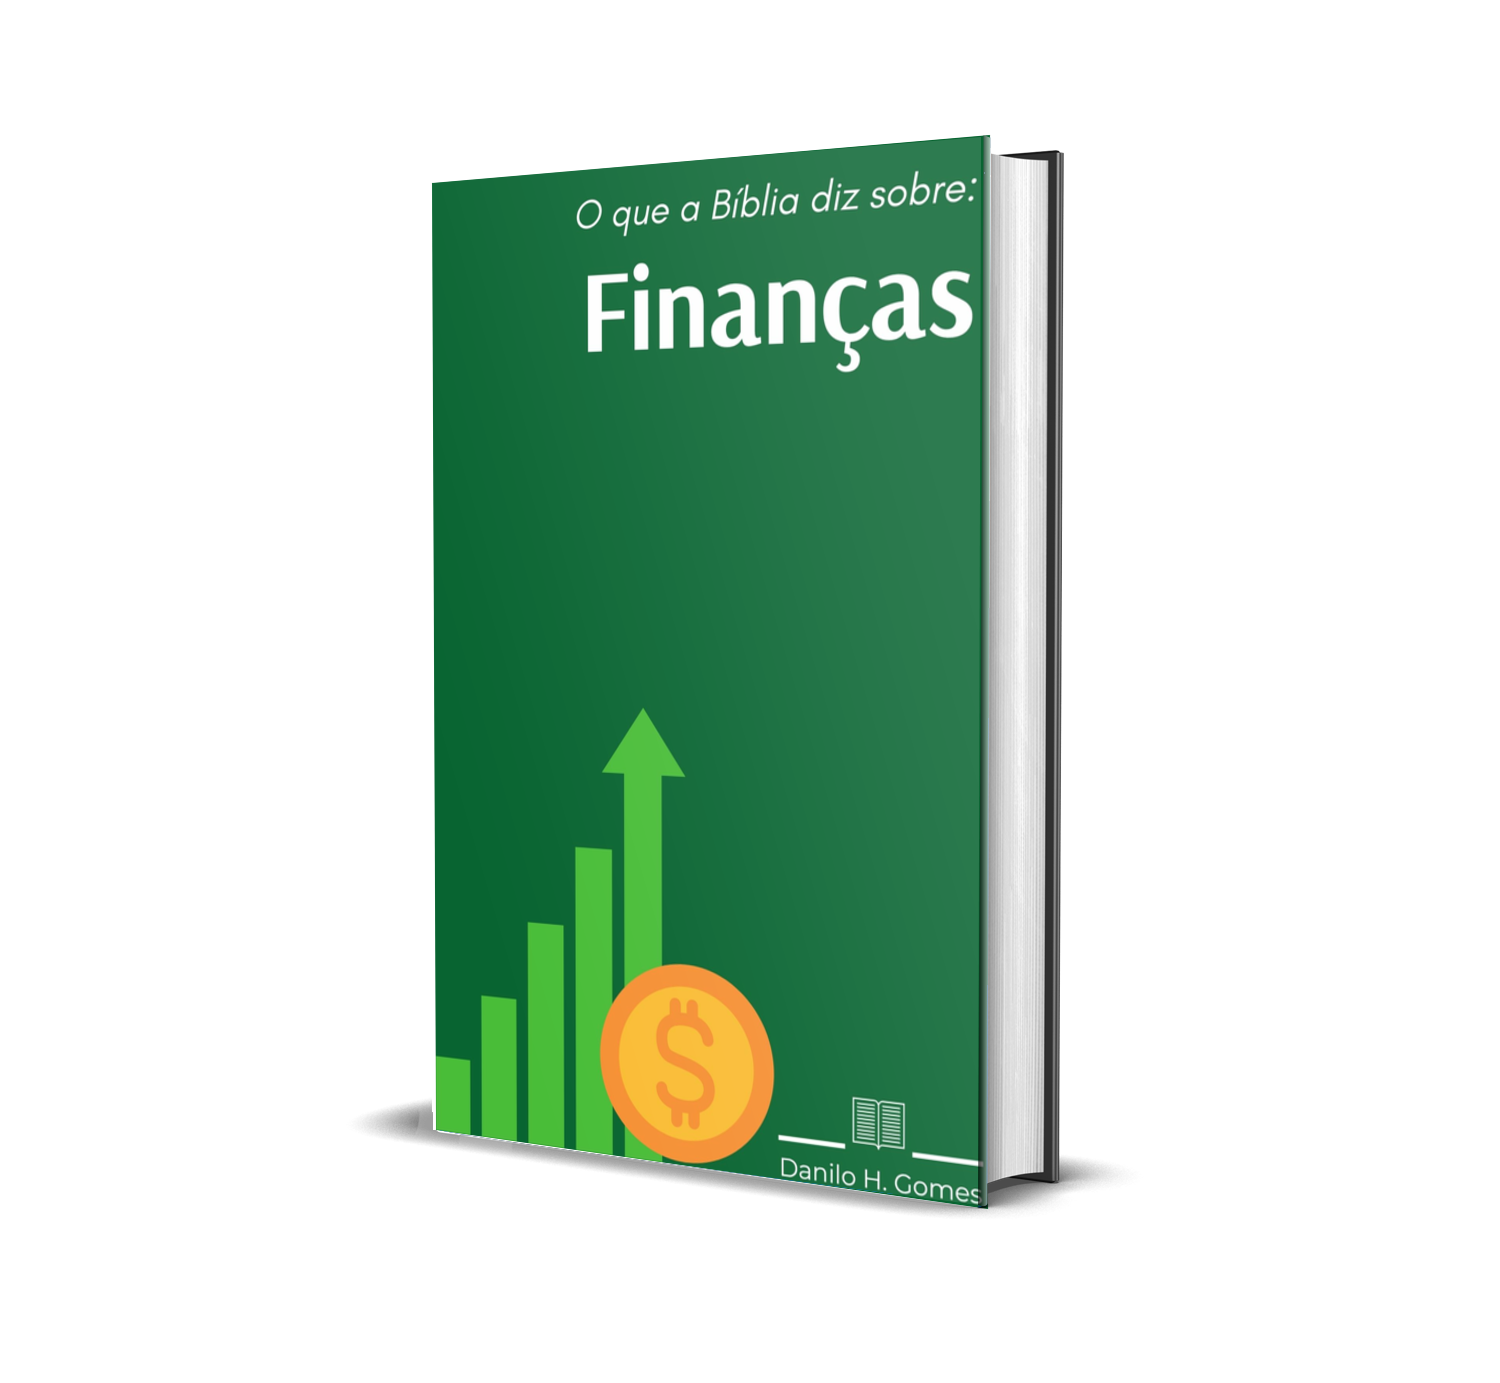 O que a Bíblia diz sobre:
Finanças
$
Danilo H. Gomes